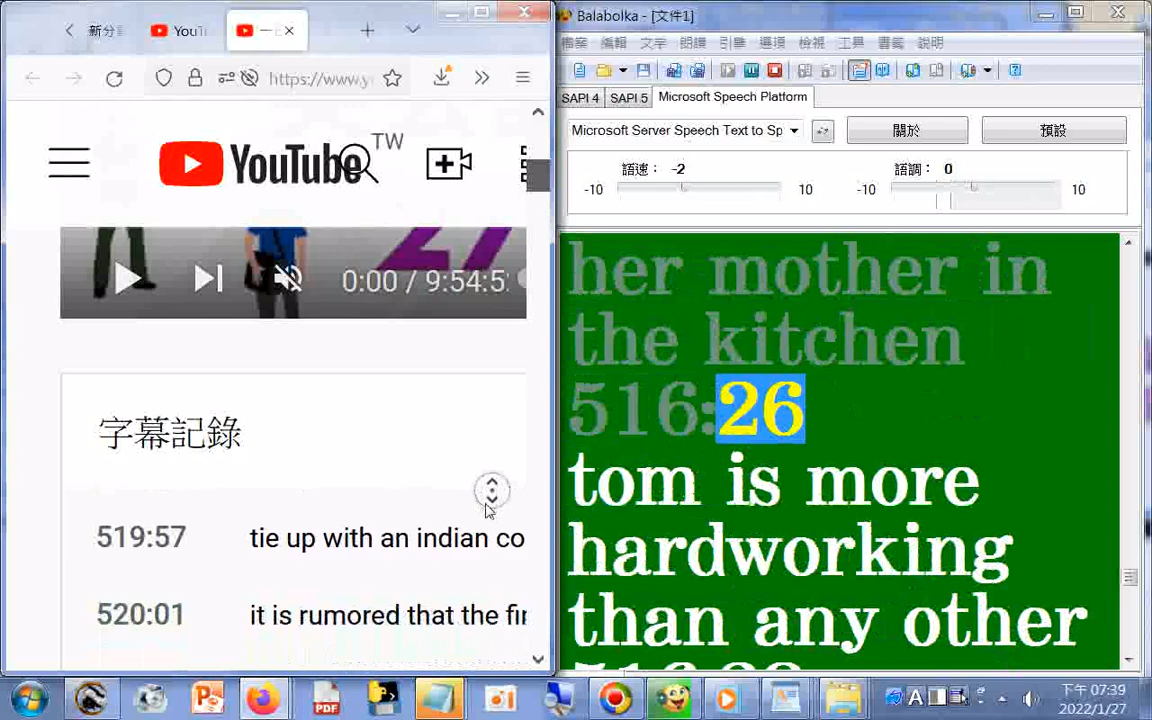 新分
YouT
一
https://www.y
YouTube
TW
27
0:00 / 9:54:5
字幕記錄
519:57 tie up with an indian co
520:01 it is rumored that the fir
Balabolka - [文件1]
檔案 編輯 文字 朗讀 引擎 選項 檢視 工具 書籤 說明
SAPI 4 SAPI 5 Microsoft Speech Platform
Microsoft Server Speech Text to Sp
關於
預設
語速: -2
-10 10
語調: 0
-10 10
her mother in
the kitchen
516:26
tom is more
hardworking
than any other
PDF
A
下午 07:39
2022/1/27